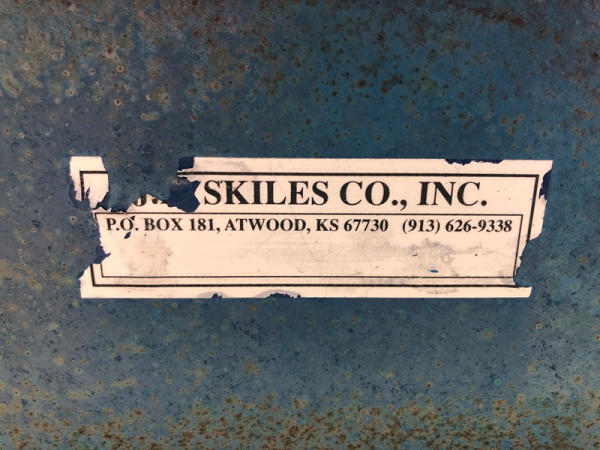 SKILES CO., INC.
P.O. BOX 181, ATWOOD, KS 67730 (913) 626-9338